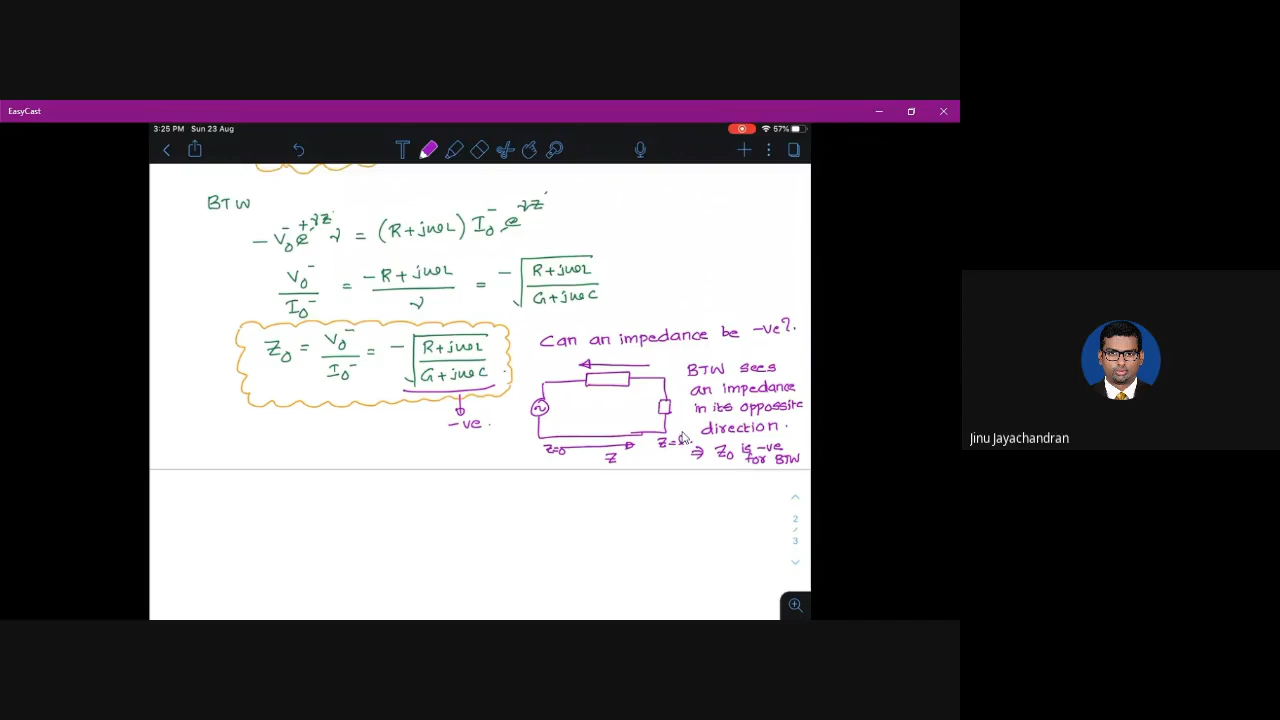 EasyCast
3:25 PM Sun 23 Aug
57%
BTW
- V₀⁻ e^{+γz} γ = (R+jωL) I₀⁻ e^{γz}
V₀⁻/I₀⁻ = -R+jωL/γ = -√(R+jωL/G+jωC)
Z₀ = V₀⁻/I₀⁻ = -√(R+jωL/G+jωC)
-ve.
Can an impedance be -ve?.
BTW sees
an impedance
in its opposite
direction.
⇒ Z₀ is -ve
for BTW
z=0
z
2
/
3
Jinu Jayachandran